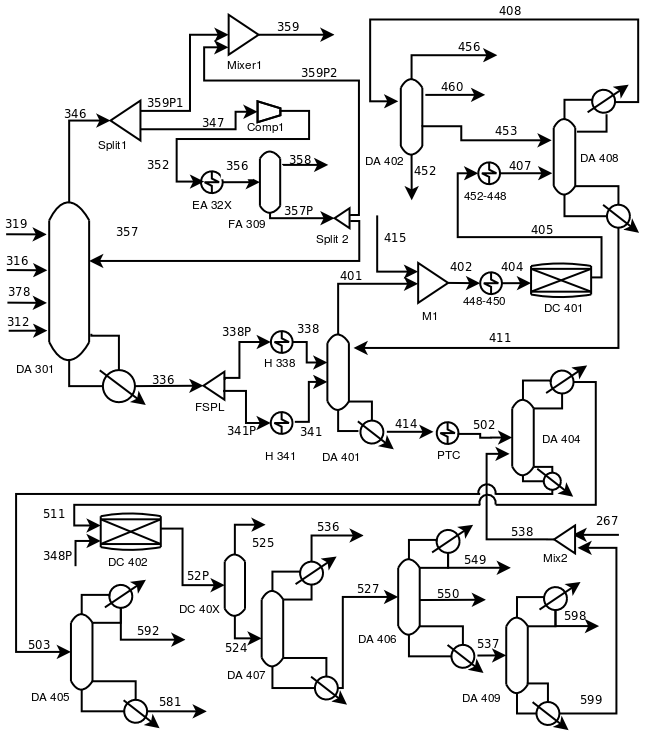 408
359
456
Mixer1
359P2
359P1
460
346
347
Comp1
453
Split1
DA 402
DA 408
352
356
358
452
407
EA 32X
452-448
FA 309
357P
319
357
Split 2
415
405
316
401
402
404
378
448-450
DC 401
312
M1
338P
338
411
DA 301
H 338
336
FSPL
341P
341
414
502
DA 404
H 341
DA 401
PTC
511
267
525
536
538
348P
DC 402
Mix2
52P
549
527
550
DC 40X
592
598
503
524
DA 406
537
DA 407
DA 405
581
DA 409
599